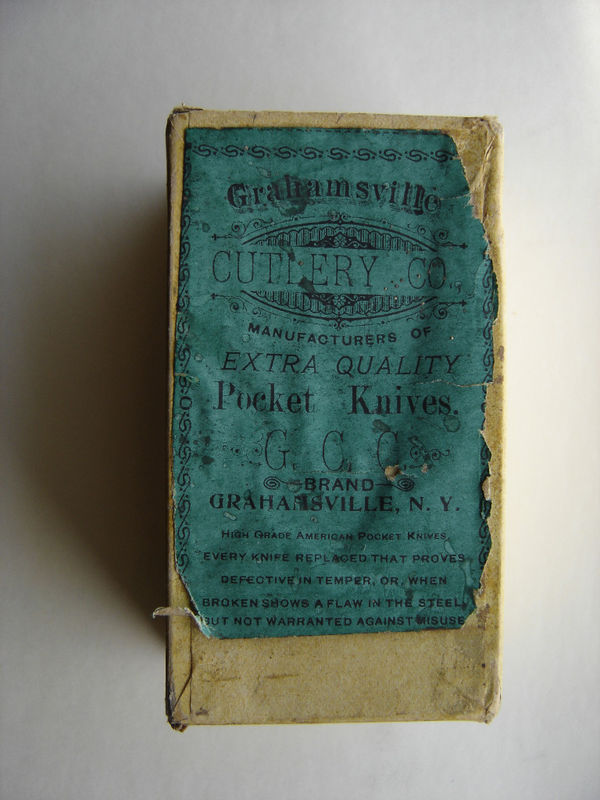 Grahamsville
CUTLERY CO.,
MANUFACTURERS OF
EXTRA QUALITY
Pocket Knives.
G. C. C.
BRAND
GRAHAMSVILLE, N. Y.
HIGH GRADE AMERICAN POCKET KNIVES
EVERY KNIFE REPLACED THAT PROVES
DEFECTIVE IN TEMPER, OR, WHEN
BROKEN SHOWS A FLAW IN THE STEEL,
BUT NOT WARRANTED AGAINST MISUSE